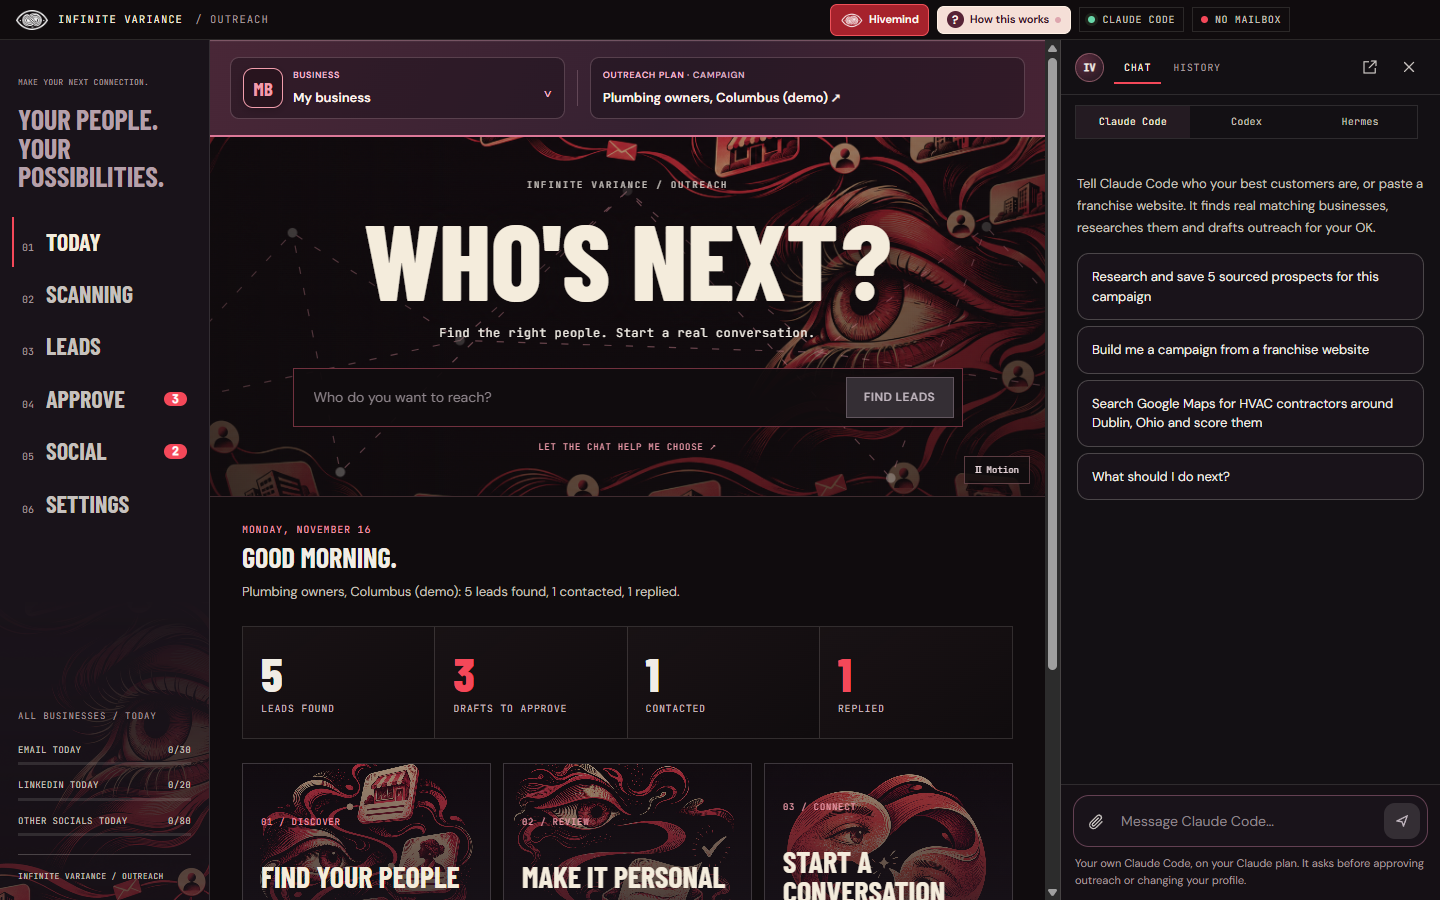 INFINITE VARIANCE / OUTREACH
Hivemind
? How this works
CLAUDE CODE
NO MAILBOX
MAKE YOUR NEXT CONNECTION.
YOUR PEOPLE.
YOUR
POSSIBILITIES.
01 TODAY
02 SCANNING
03 LEADS
04 APPROVE 3
05 SOCIAL 2
06 SETTINGS
ALL BUSINESSES / TODAY
EMAIL TODAY 0/30
LINKEDIN TODAY 0/20
OTHER SOCIALS TODAY 0/80
INFINITE VARIANCE / OUTREACH
MB
BUSINESS
My business
OUTREACH PLAN · CAMPAIGN
Plumbing owners, Columbus (demo) ↗
INFINITE VARIANCE / OUTREACH
WHO'S NEXT?
Find the right people. Start a real conversation.
Who do you want to reach?
FIND LEADS
LET THE CHAT HELP ME CHOOSE ↗
Motion
MONDAY, NOVEMBER 16
GOOD MORNING.
Plumbing owners, Columbus (demo): 5 leads found, 1 contacted, 1 replied.
5
LEADS FOUND
3
DRAFTS TO APPROVE
1
CONTACTED
1
REPLIED
01 / DISCOVER
FIND YOUR PEOPLE
02 / REVIEW
MAKE IT PERSONAL
03 / CONNECT
START A
CONVERSATION
IV
CHAT
HISTORY
Claude Code
Codex
Hermes
Tell Claude Code who your best customers are, or paste a
franchise website. It finds real matching businesses,
researches them and drafts outreach for your OK.
Research and save 5 sourced prospects for this
campaign
Build me a campaign from a franchise website
Search Google Maps for HVAC contractors around
Dublin, Ohio and score them
What should I do next?
Message Claude Code...
Your own Claude Code, on your Claude plan. It asks before approving
outreach or changing your profile.